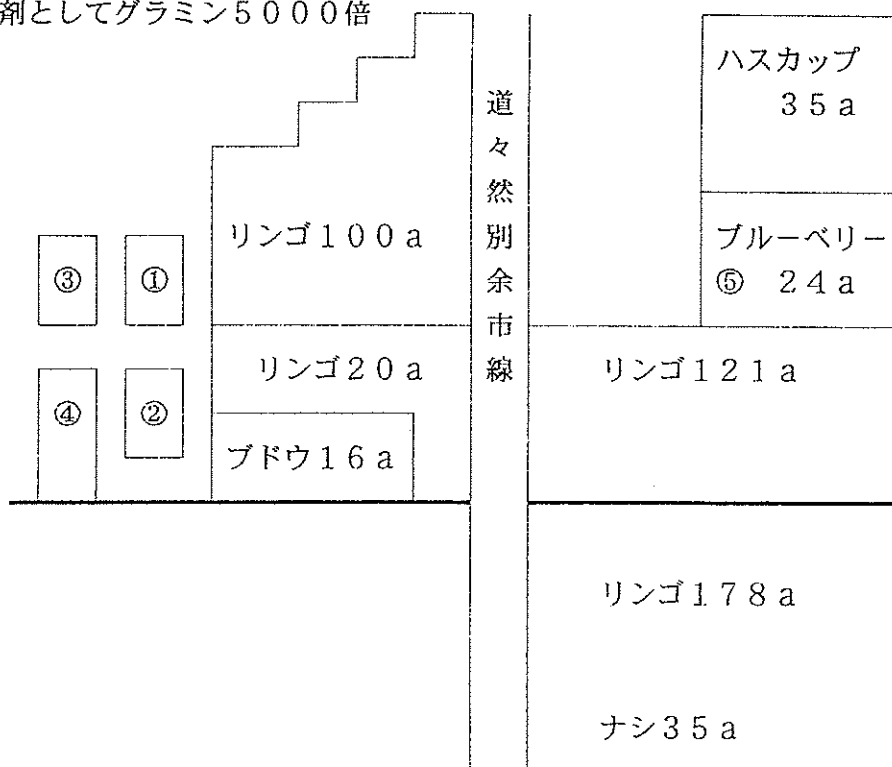 剤としてグラミン5000倍
道々然別余市線
ハスカップ
35a
リンゴ100a
ブルーベリー
⑤ 24a
③
①
リンゴ20a
リンゴ121a
④
②
ブドウ16a
リンゴ178a
ナシ35a